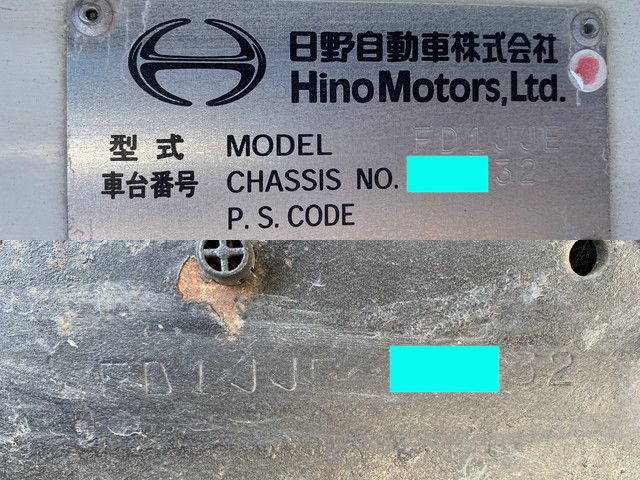 日野自動車株式会社
Hino Motors, Ltd.
型式 MODEL FD1JJE
車台番号 CHASSIS NO. 32
P. S. CODE
FD1JJE 32